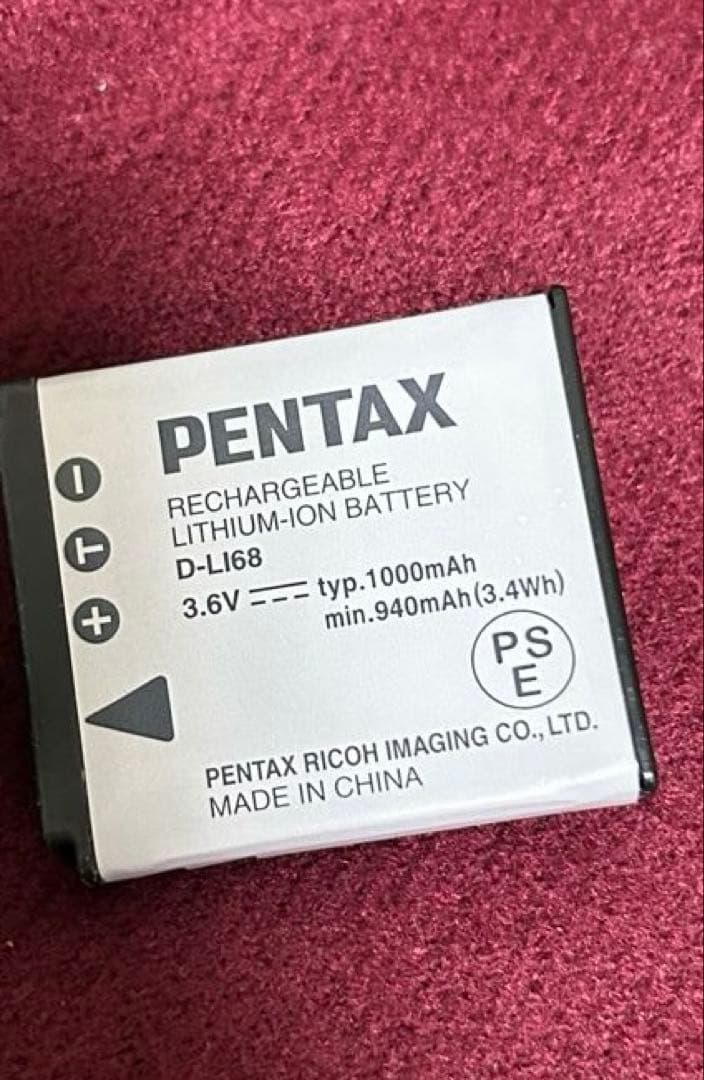 PENTAX
RECHARGEABLE
LITHIUM-ION BATTERY
D-LI68
3.6V ⎓ typ.1000mAh
min.940mAh(3.4Wh)
−
T
+
PS
E
PENTAX RICOH IMAGING CO., LTD.
MADE IN CHINA